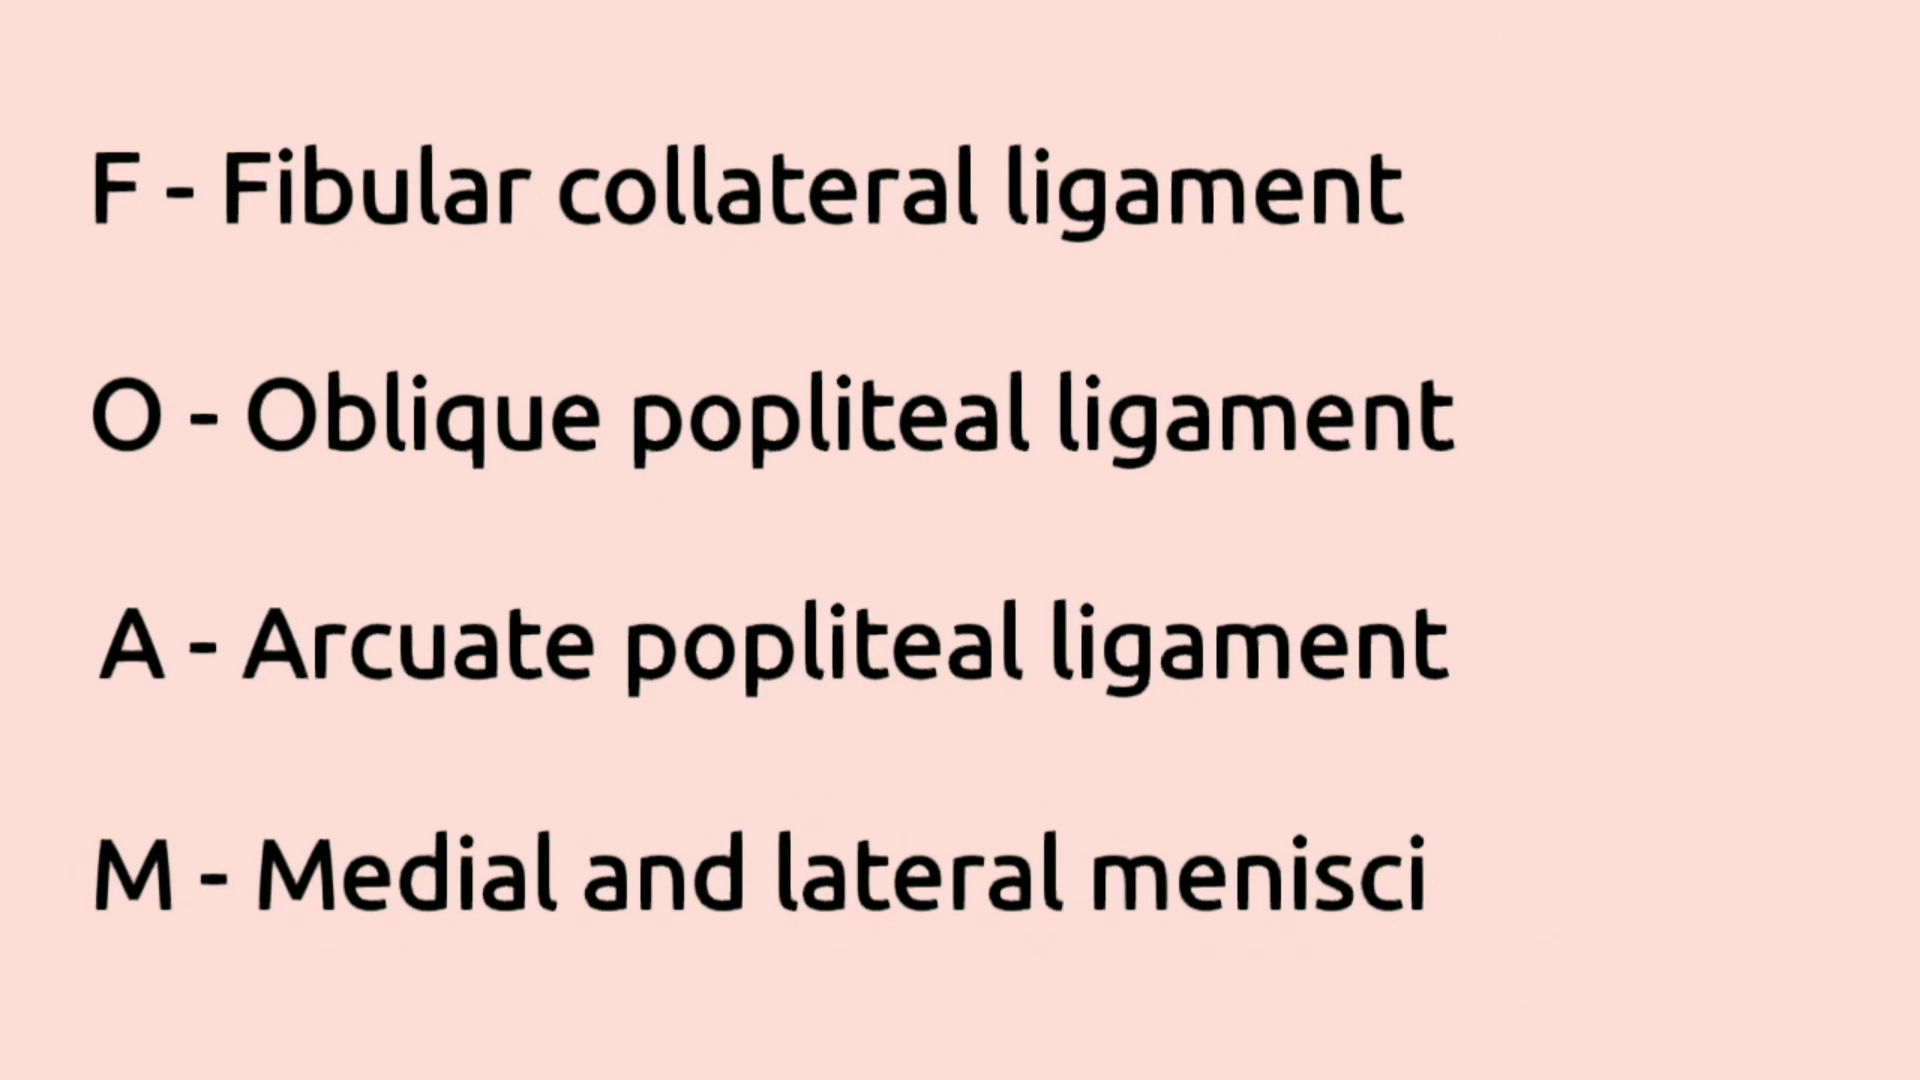 F - Fibular collateral ligament
O - Oblique popliteal ligament
A - Arcuate popliteal ligament
M - Medial and lateral menisci